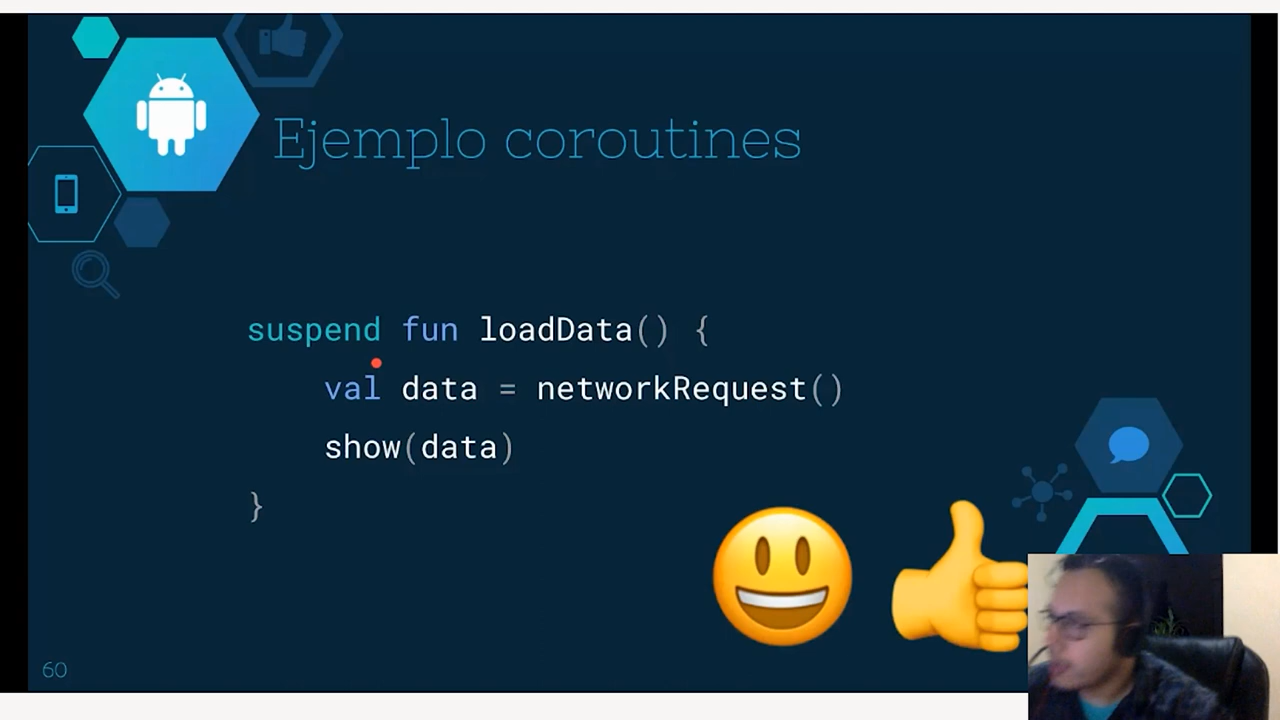 Ejemplo coroutines
suspend fun loadData() {
val data = networkRequest()
show(data)
}
60